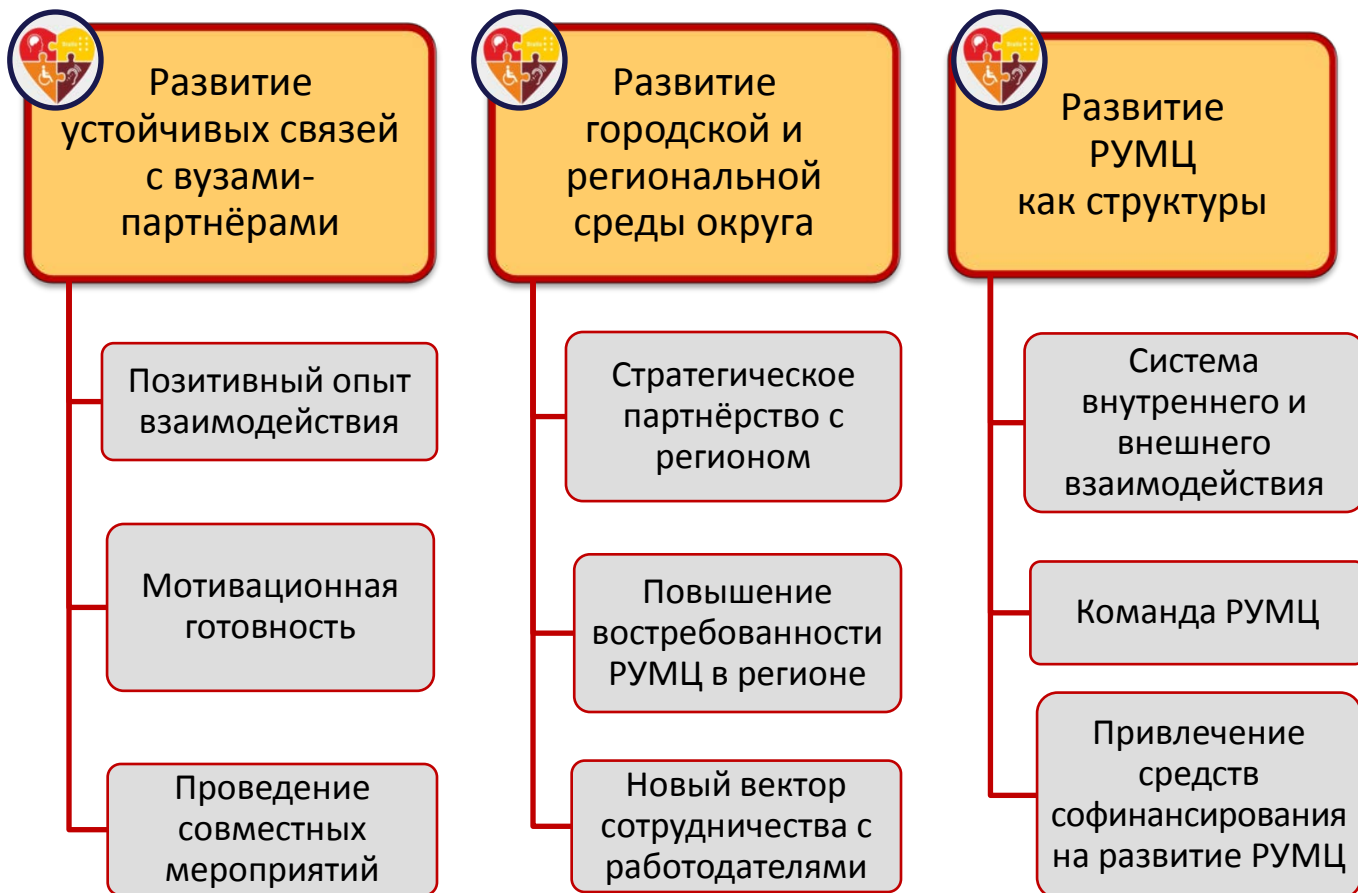 Развитие
устойчивых связей
с вузами-
партнёрами
Позитивный опыт
взаимодействия
Мотивационная
готовность
Проведение
совместных
мероприятий
Развитие
городской и
региональной
среды округа
Стратегическое
партнёрство с
регионом
Повышение
востребованности
РУМЦ в регионе
Новый вектор
сотрудничества с
работодателями
Развитие
РУМЦ
как структуры
Система
внутреннего и
внешнего
взаимодействия
Команда РУМЦ
Привлечение
средств
софинансирования
на развитие РУМЦ